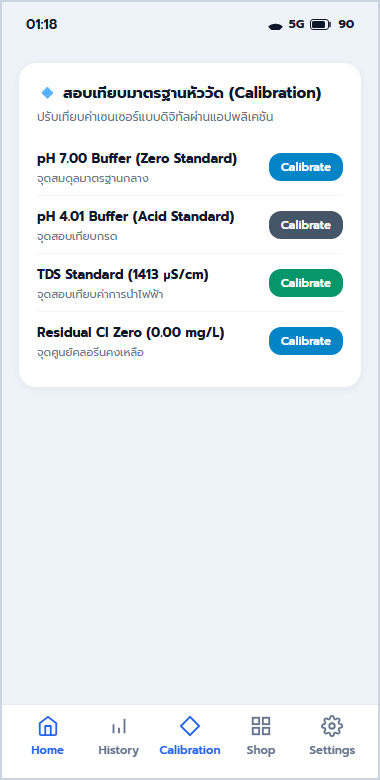 01:18 5G 90
สอบเทียบมาตรฐานหัววัด (Calibration)
ปรับเทียบค่าเซนเซอร์แบบดิจิทัลผ่านแอปพลิเคชัน
pH 7.00 Buffer (Zero Standard)
จุดสมดุลมาตรฐานกลาง
Calibrate
pH 4.01 Buffer (Acid Standard)
จุดสอบเทียบกรด
Calibrate
TDS Standard (1413 µS/cm)
จุดสอบเทียบค่าการนำไฟฟ้า
Calibrate
Residual Cl Zero (0.00 mg/L)
จุดศูนย์คลอรีนคงเหลือ
Calibrate
Home History Calibration Shop Settings